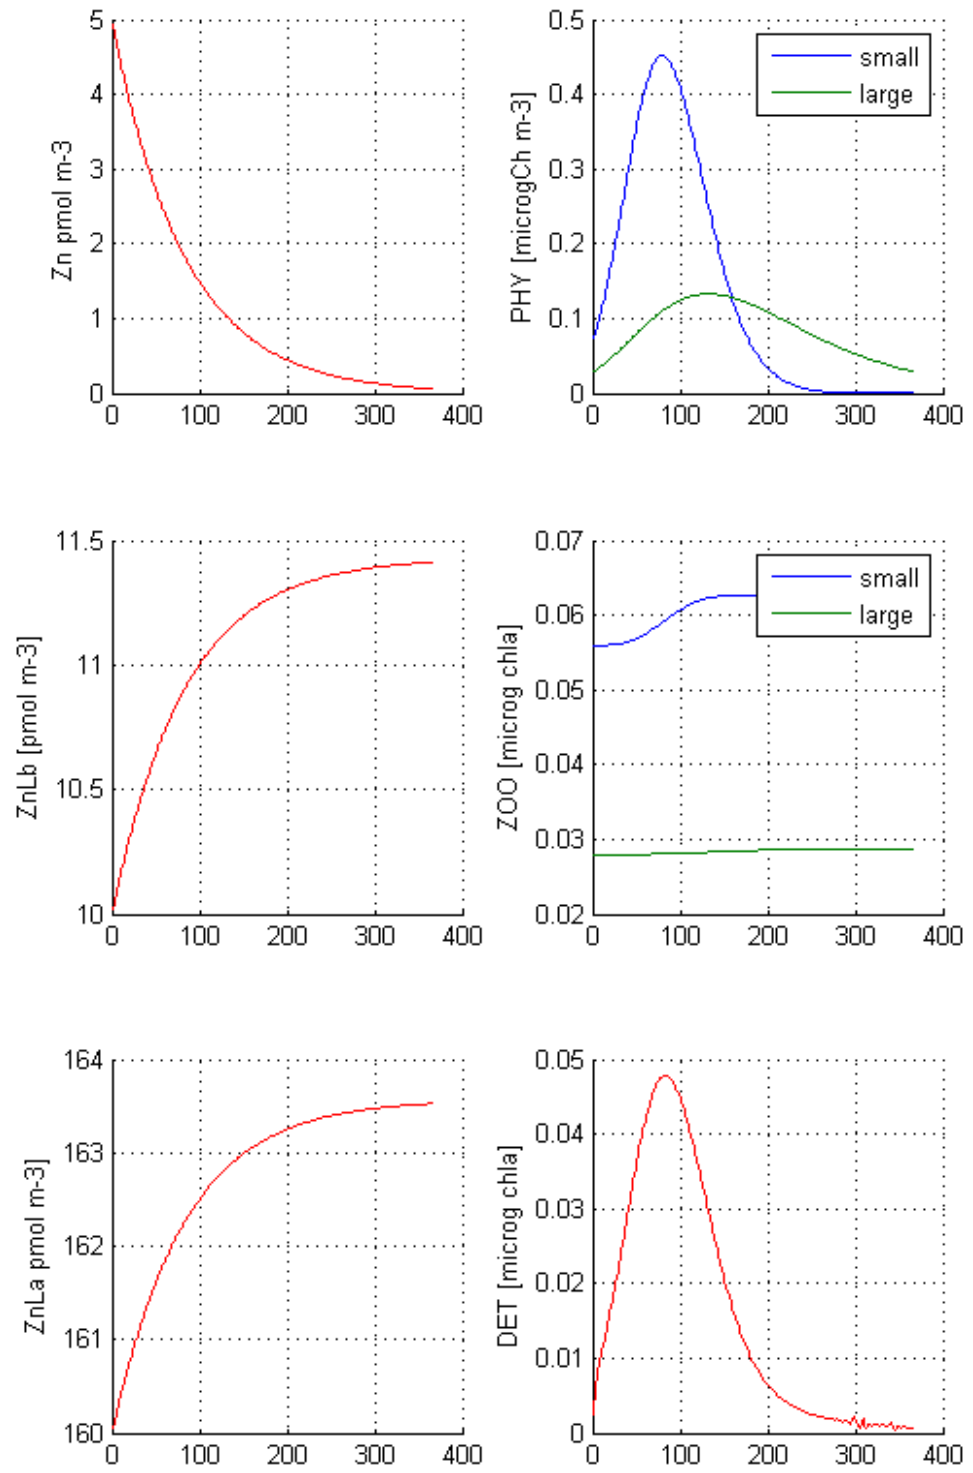 5
4
3
2
1
0
Zn pmol m-3
0 100 200 300 400
0.5
0.4
0.3
0.2
0.1
0
PHY [microgCh m-3]
small
large
0 100 200 300 400
11.5
11
10.5
10
ZnLb [pmol m-3]
0 100 200 300 400
0.07
0.06
0.05
0.04
0.03
0.02
ZOO [microg chla]
small
large
0 100 200 300 400
164
163
162
161
160
ZnLa pmol m-3]
0 100 200 300 400
0.05
0.04
0.03
0.02
0.01
0
DET [microg chla]
0 100 200 300 400